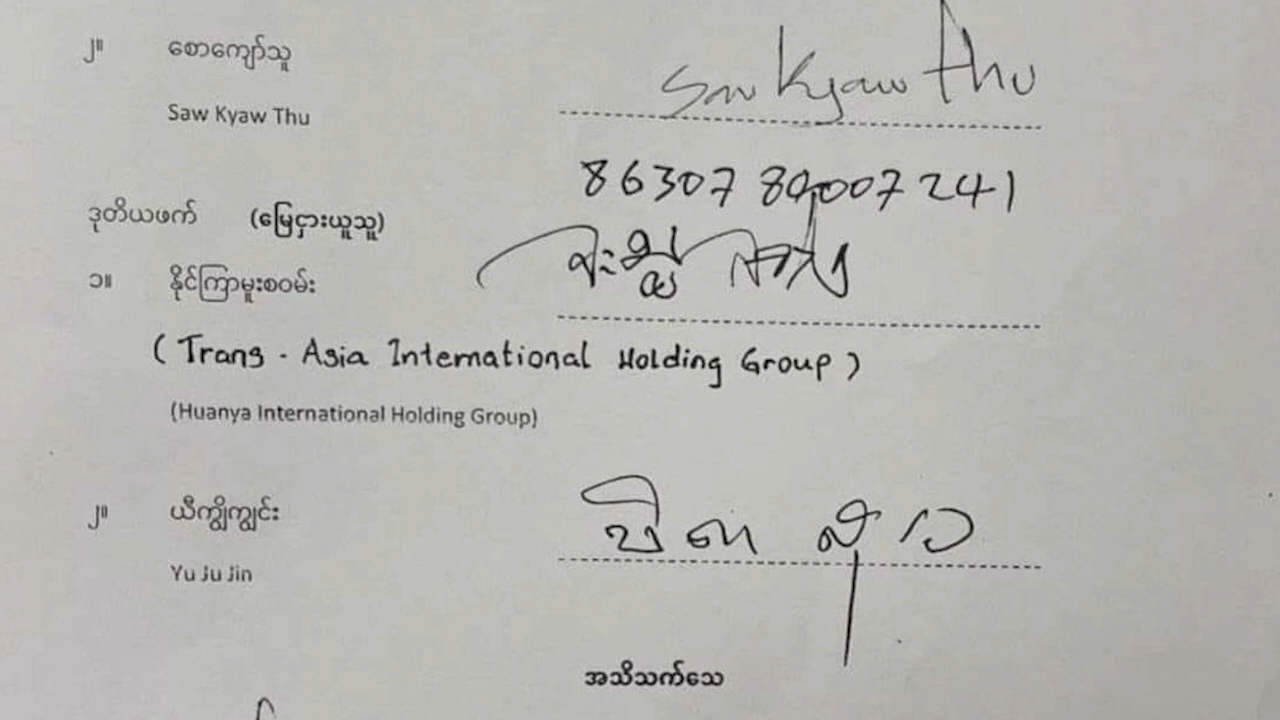 ၂။ စောကျော်သူ
Saw Kyaw Thu
Saw Kyaw Thu
8630789007241
ဒုတိယဖက် (မြေငှားယူသူ)
၁။ နိုင်ကြာမူးစဝမ်း
(Trans - Asia International Holding Group)
(Huanya International Holding Group)
၂။ ယီကျွိုကျွင်း
Yu Ju Jin
အသိသက်သေ